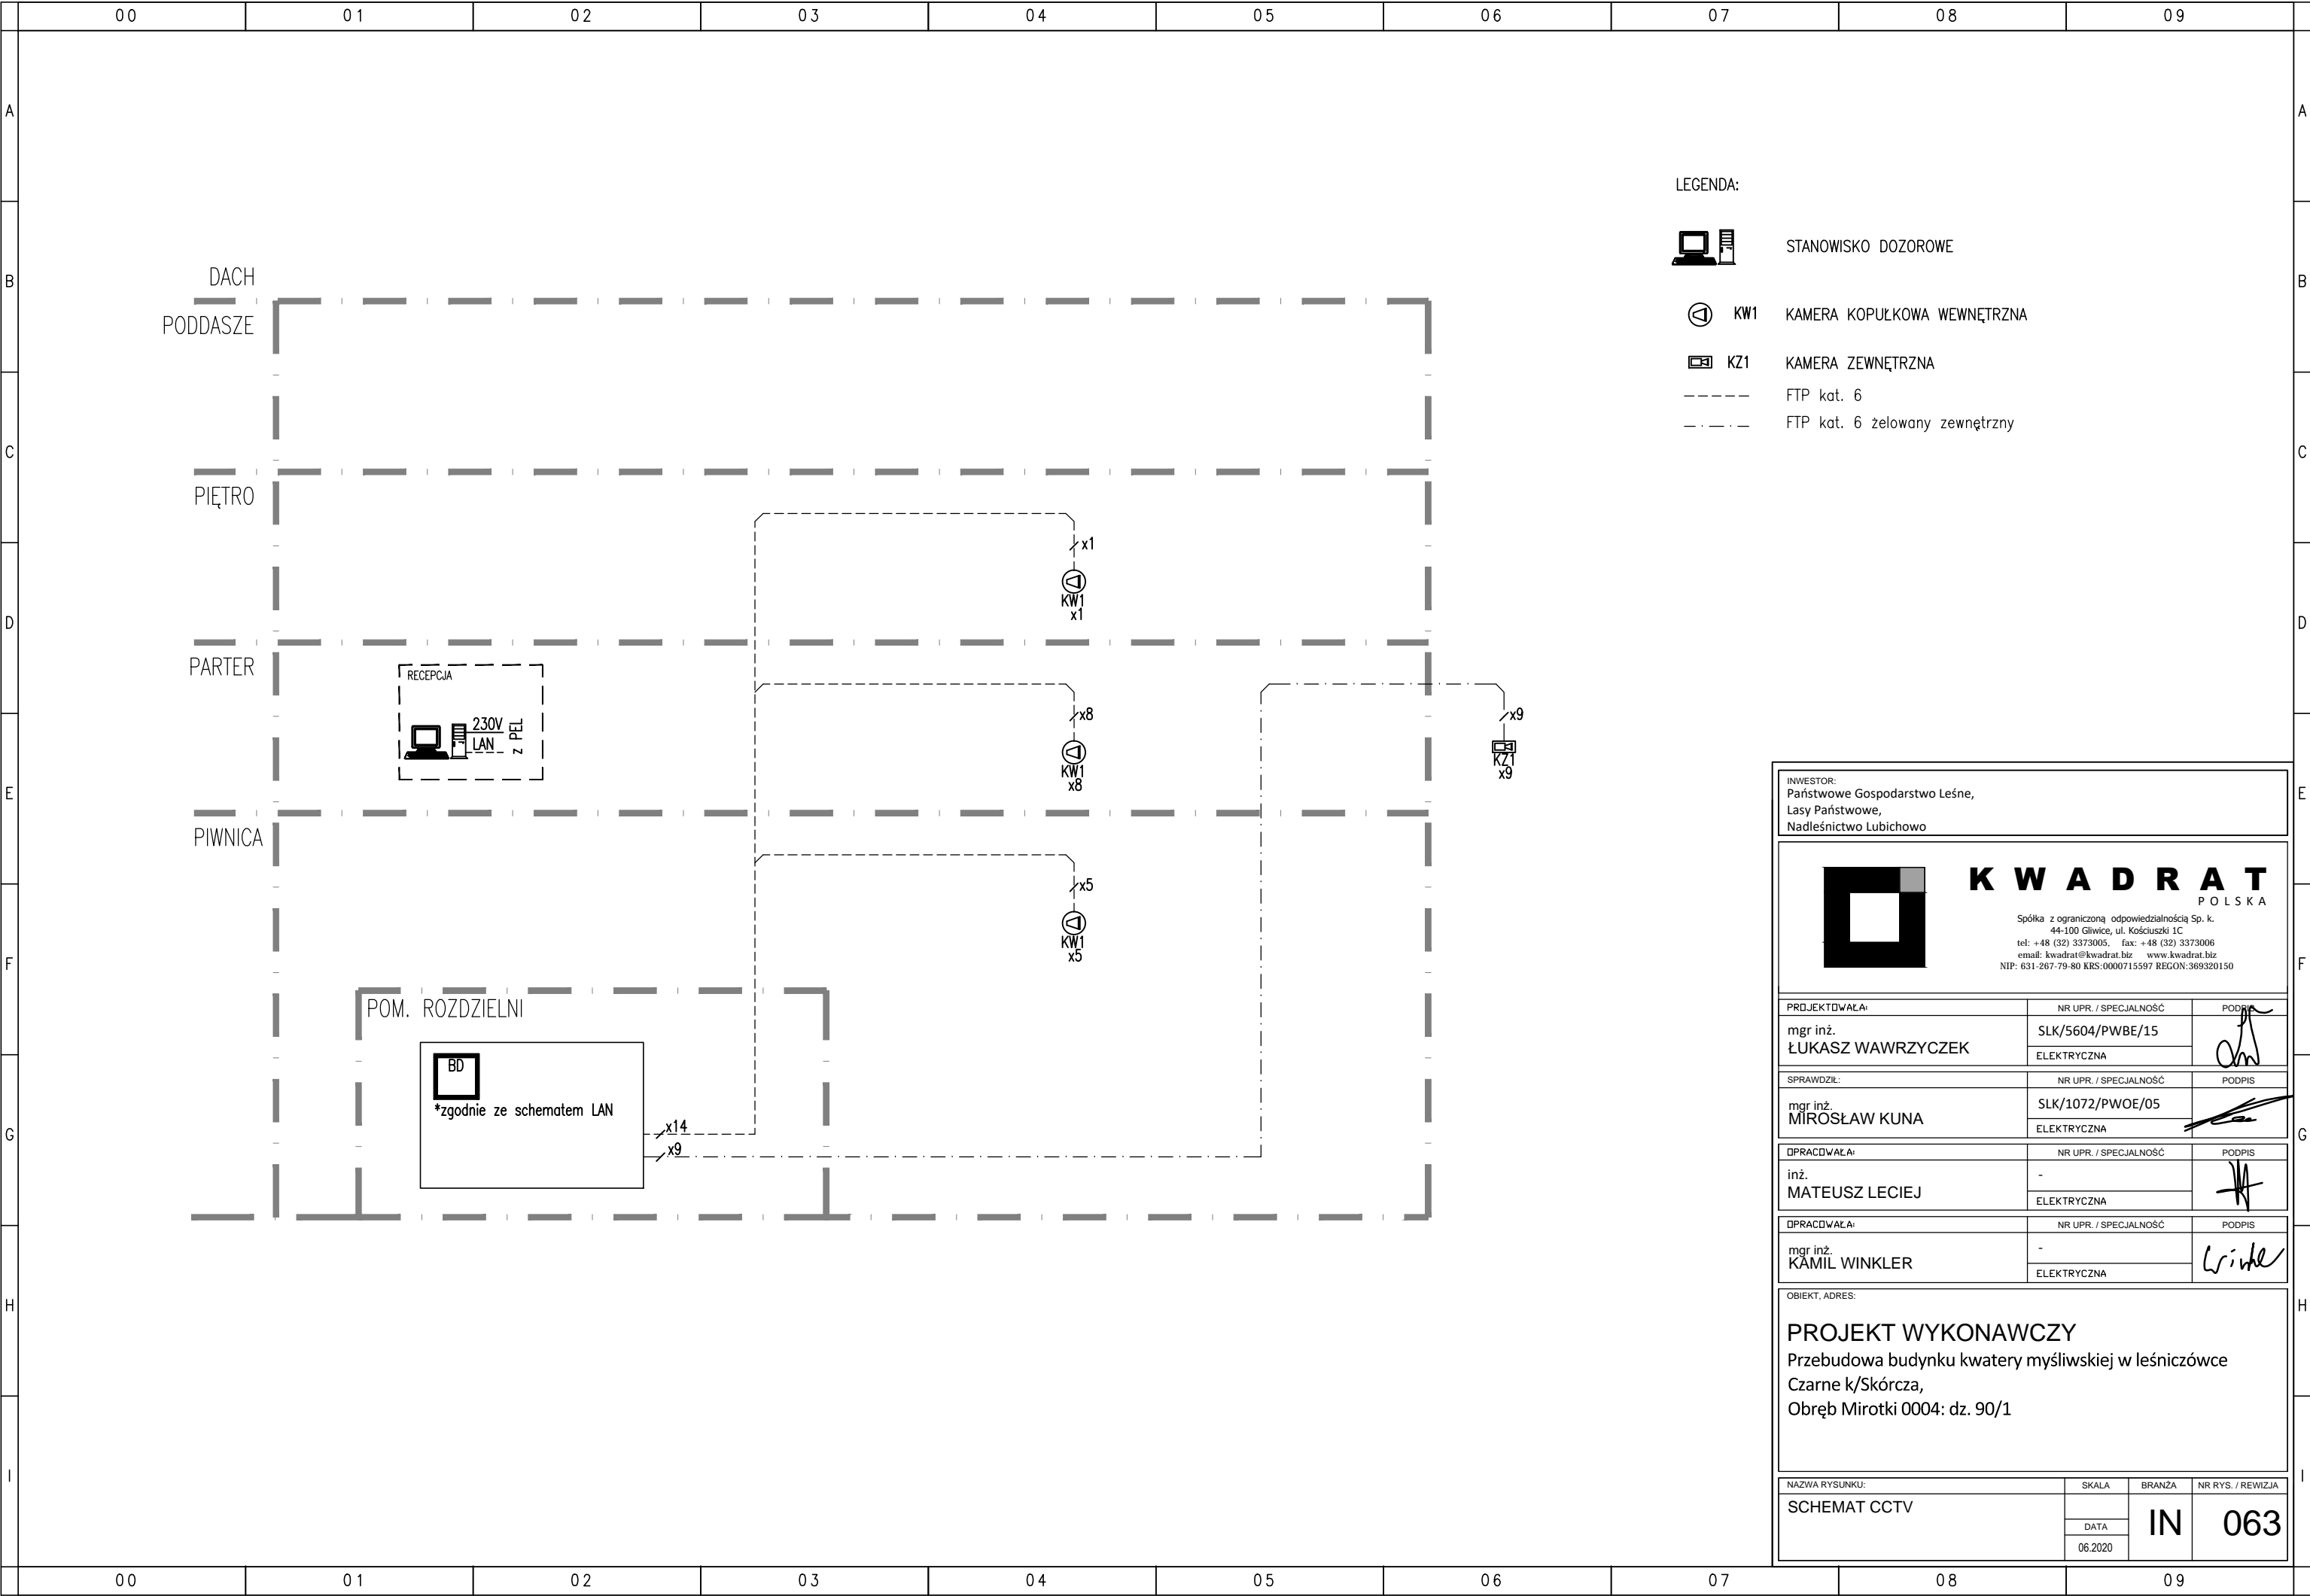 00 01 02 03 04 05 06 07 08 09
A A
B B
C C
D D
E E
F F
G G
H H
I I
LEGENDA:
STANOWISKO DOZOROWE
KW1 KAMERA KOPUŁKOWA WEWNĘTRZNA
KZ1 KAMERA ZEWNĘTRZNA
FTP kat. 6
FTP kat. 6 żelowany zewnętrzny
DACH
PODDASZE
PIĘTRO
x1
KW1
x1
PARTER
RECEPCJA
230V
LAN
z PEL
x8
KW1
x8
x9
KZ1
x9
PIWNICA
x5
KW1
x5
POM. ROZDZIELNI
BD
*zgodnie ze schematem LAN
x14
x9
INWESTOR:
Państwowe Gospodarstwo Leśne,
Lasy Państwowe,
Nadleśnictwo Lubichowo
KWADRAT
POLSKA
Spółka z ograniczoną odpowiedzialnością Sp. k.
44-100 Gliwice, ul. Kościuszki 1C
tel: +48 (32) 3373005, fax: +48 (32) 3373006
email: kwadrat@kwadrat.biz www.kwadrat.biz
NIP: 631-267-79-80 KRS:0000715597 REGON:369320150
PROJEKTOWAŁA: NR UPR. / SPECJALNOŚĆ PODPIS
mgr inż. SLK/5604/PWBE/15
ŁUKASZ WAWRZYCZEK ELEKTRYCZNA
SPRAWDZIŁ: NR UPR. / SPECJALNOŚĆ PODPIS
mgr inż. SLK/1072/PWOE/05
MIROSŁAW KUNA ELEKTRYCZNA
OPRACOWAŁA: NR UPR. / SPECJALNOŚĆ PODPIS
inż. -
MATEUSZ LECIEJ ELEKTRYCZNA
OPRACOWAŁA: NR UPR. / SPECJALNOŚĆ PODPIS
mgr inż. -
KAMIL WINKLER ELEKTRYCZNA
OBIEKT, ADRES:
PROJEKT WYKONAWCZY
Przebudowa budynku kwatery myśliwskiej w leśniczówce
Czarne k/Skórcza,
Obręb Mirotki 0004: dz. 90/1
NAZWA RYSUNKU: SKALA BRANŻA NR RYS. / REWIZJA
SCHEMAT CCTV IN 063
DATA
06.2020
00 01 02 03 04 05 06 07 08 09